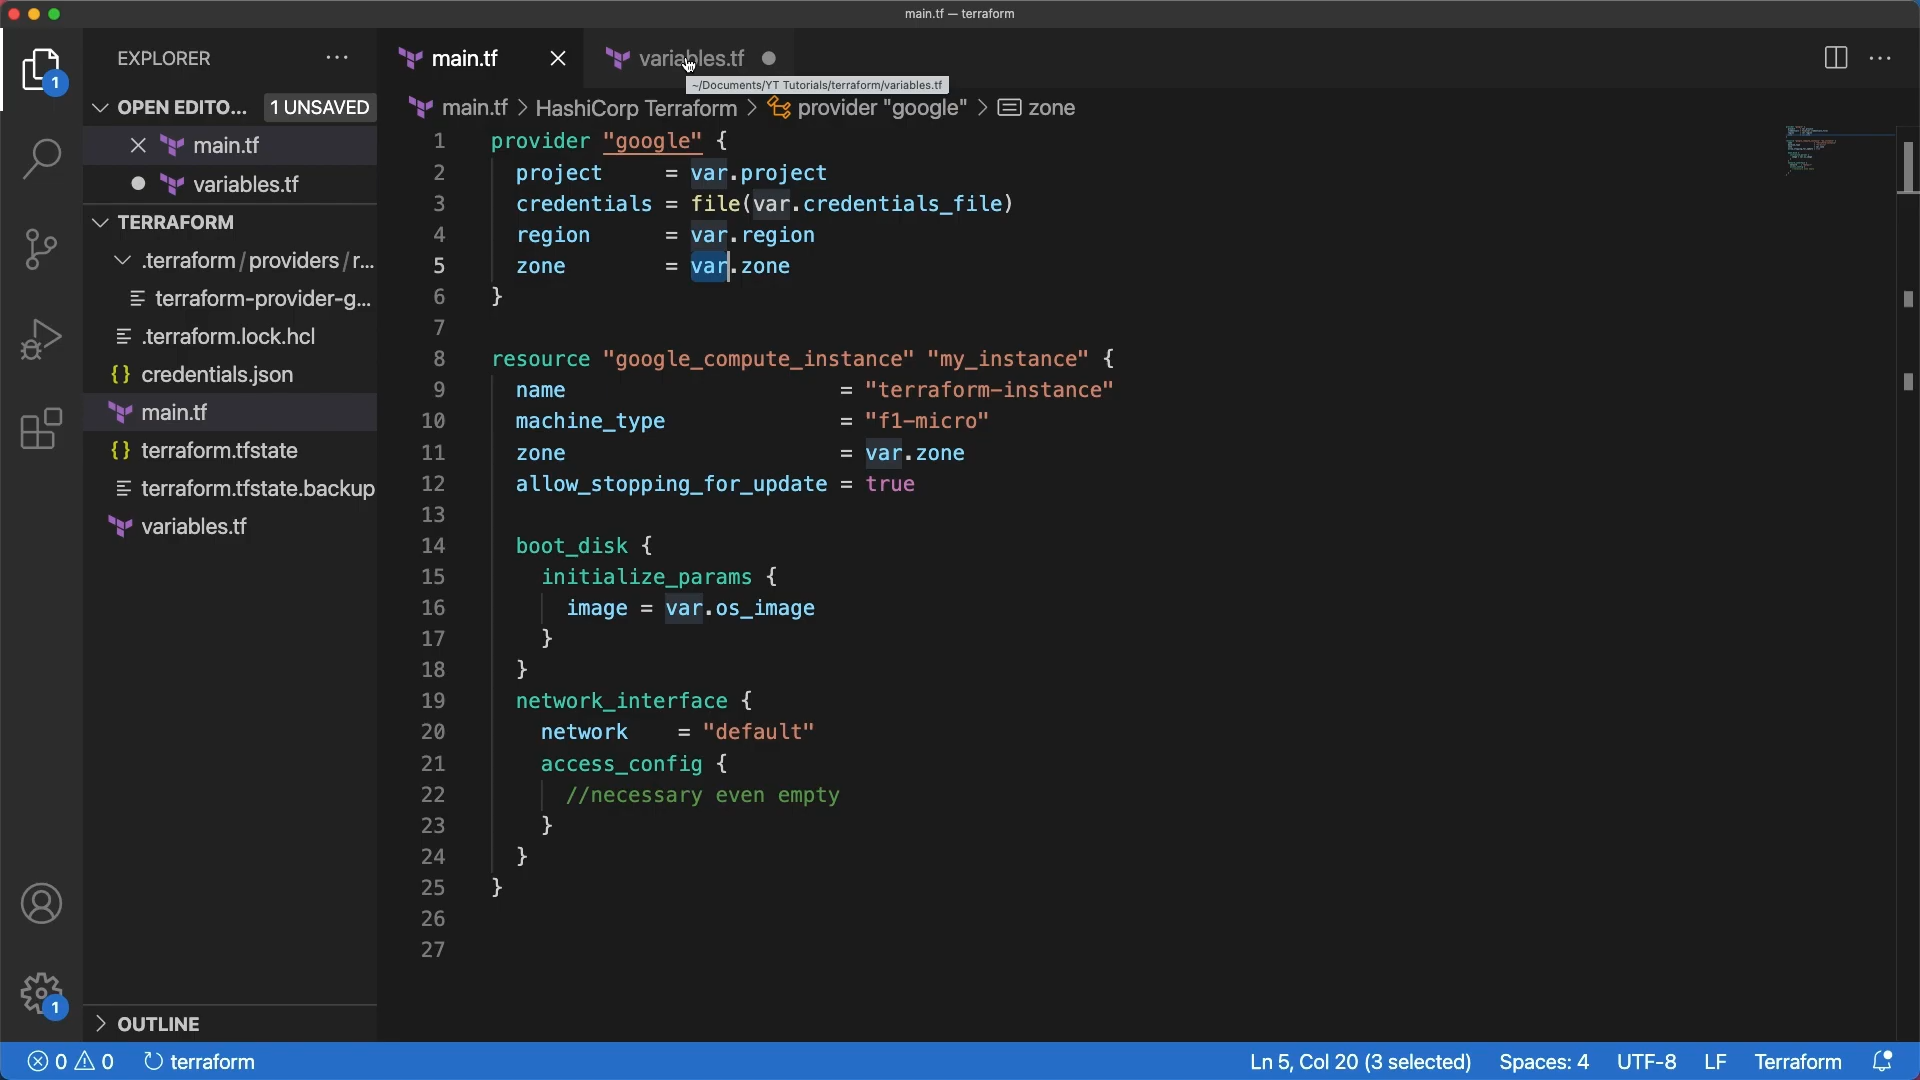 main.tf — terraform
EXPLORER
main.tf
variables.tf
~/Documents/YT Tutorials/terraform/variables.tf
1
OPEN EDITO... 1 UNSAVED
main.tf
variables.tf
TERRAFORM
.terraform/providers/r...
terraform-provider-g...
.terraform.lock.hcl
credentials.json
main.tf
terraform.tfstate
terraform.tfstate.backup
variables.tf
OUTLINE
1
main.tf > HashiCorp Terraform > provider "google" > zone
1 provider "google" {
2 project = var.project
3 credentials = file(var.credentials_file)
4 region = var.region
5 zone = var.zone
6 }
7
8 resource "google_compute_instance" "my_instance" {
9 name = "terraform-instance"
10 machine_type = "f1-micro"
11 zone = var.zone
12 allow_stopping_for_update = true
13
14 boot_disk {
15 initialize_params {
16 image = var.os_image
17 }
18 }
19 network_interface {
20 network = "default"
21 access_config {
22 //necessary even empty
23 }
24 }
25 }
26
27
0 0 terraform Ln 5, Col 20 (3 selected) Spaces: 4 UTF-8 LF Terraform